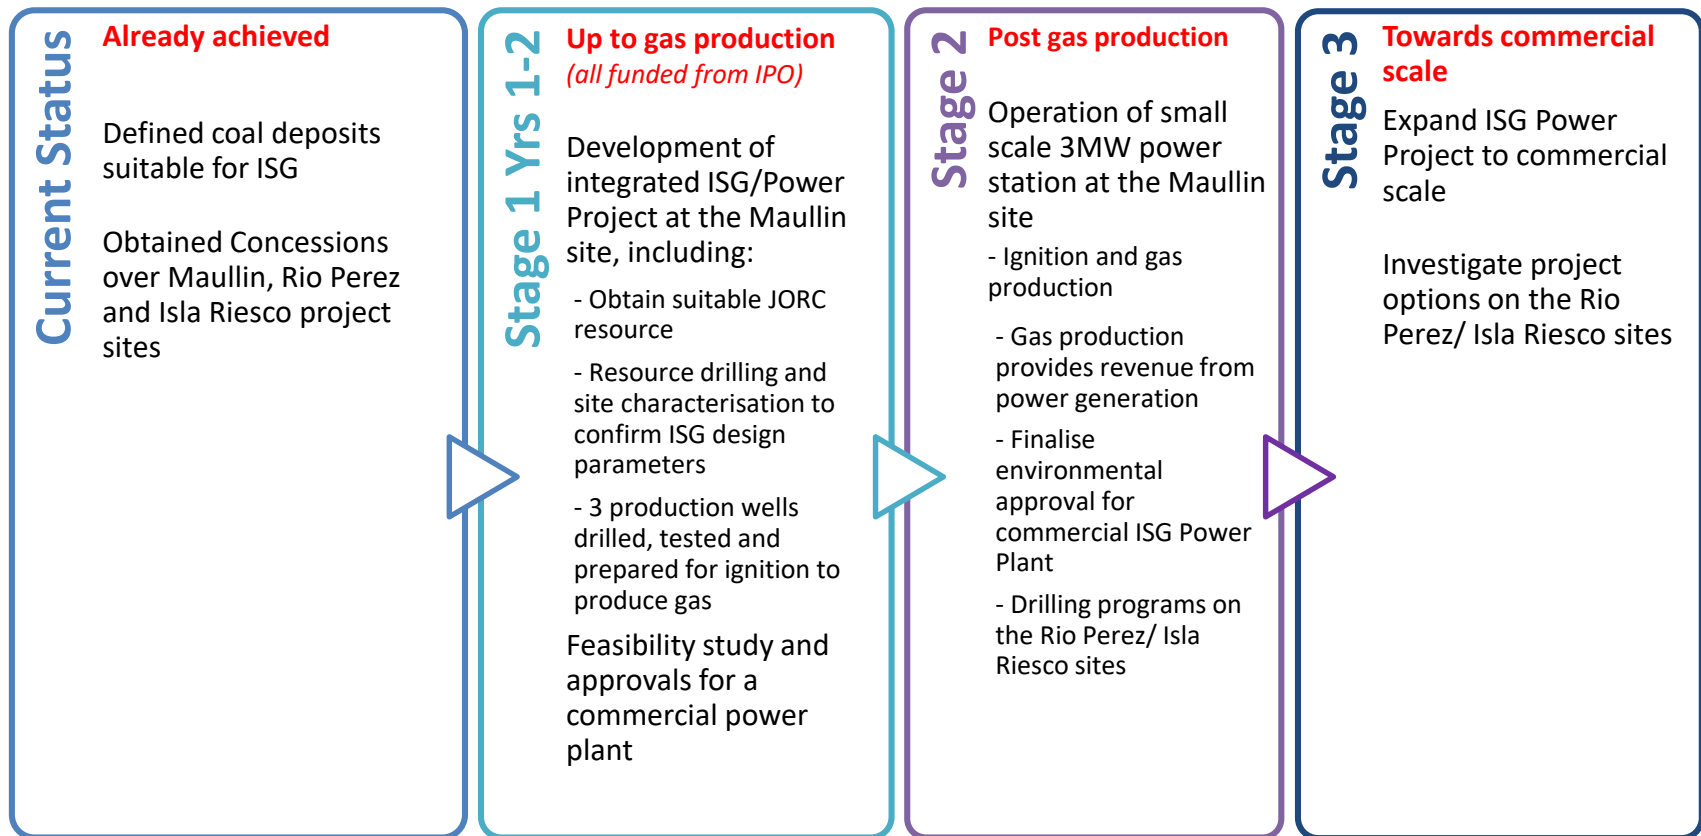 Current Status
Already achieved
Defined coal deposits
suitable for ISG
Obtained Concessions
over Maullin, Rio Perez
and Isla Riesco project
sites
Stage 1 Yrs 1-2
Up to gas production
(all funded from IPO)
Development of
integrated ISG/Power
Project at the Maullin
site, including:
- Obtain suitable JORC
resource
- Resource drilling and
site characterisation to
confirm ISG design
parameters
- 3 production wells
drilled, tested and
prepared for ignition to
produce gas
Feasibility study and
approvals for a
commercial power
plant
Stage 2
Post gas production
Operation of small
scale 3MW power
station at the Maullin
site
- Ignition and gas
production
- Gas production
provides revenue from
power generation
- Finalise
environmental
approval for
commercial ISG Power
Plant
- Drilling programs on
the Rio Perez/ Isla
Riesco sites
Stage 3
Towards commercial
scale
Expand ISG Power
Project to commercial
scale
Investigate project
options on the Rio
Perez/ Isla Riesco sites